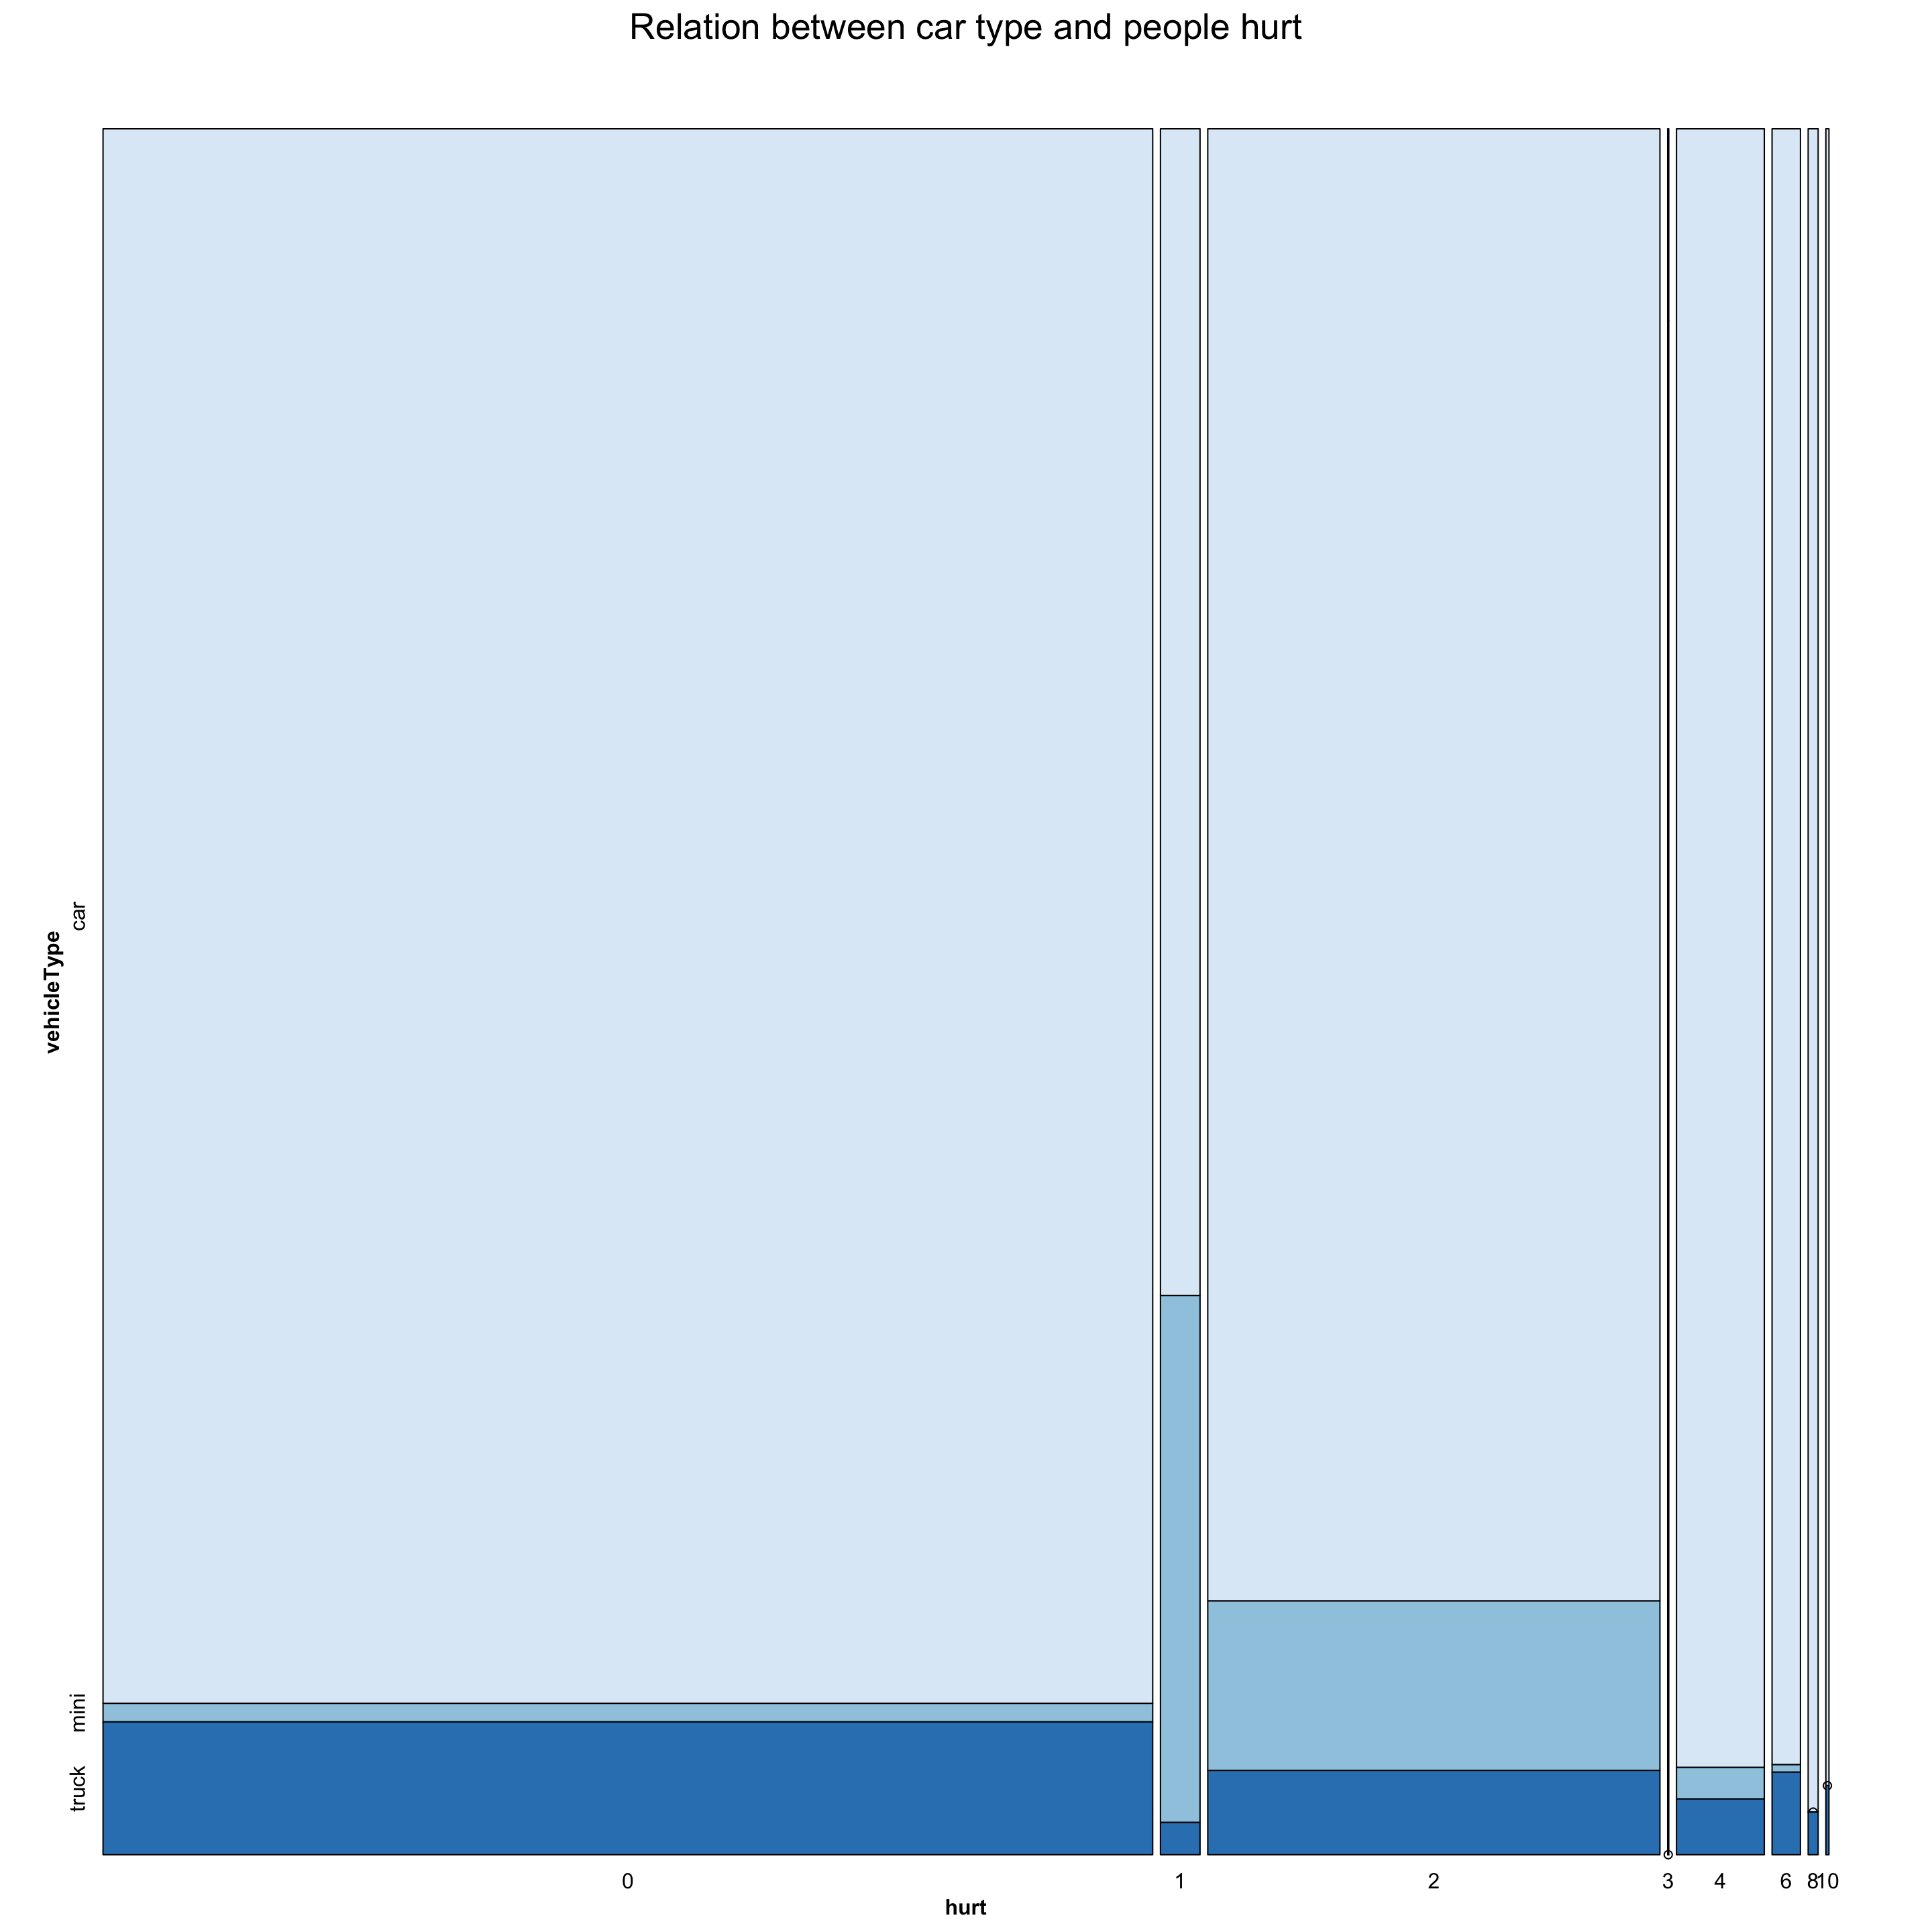 Relation between car type and people hurt
vehicleType
car
mini
truck
0 1 2 3 4 6 8 10
hurt